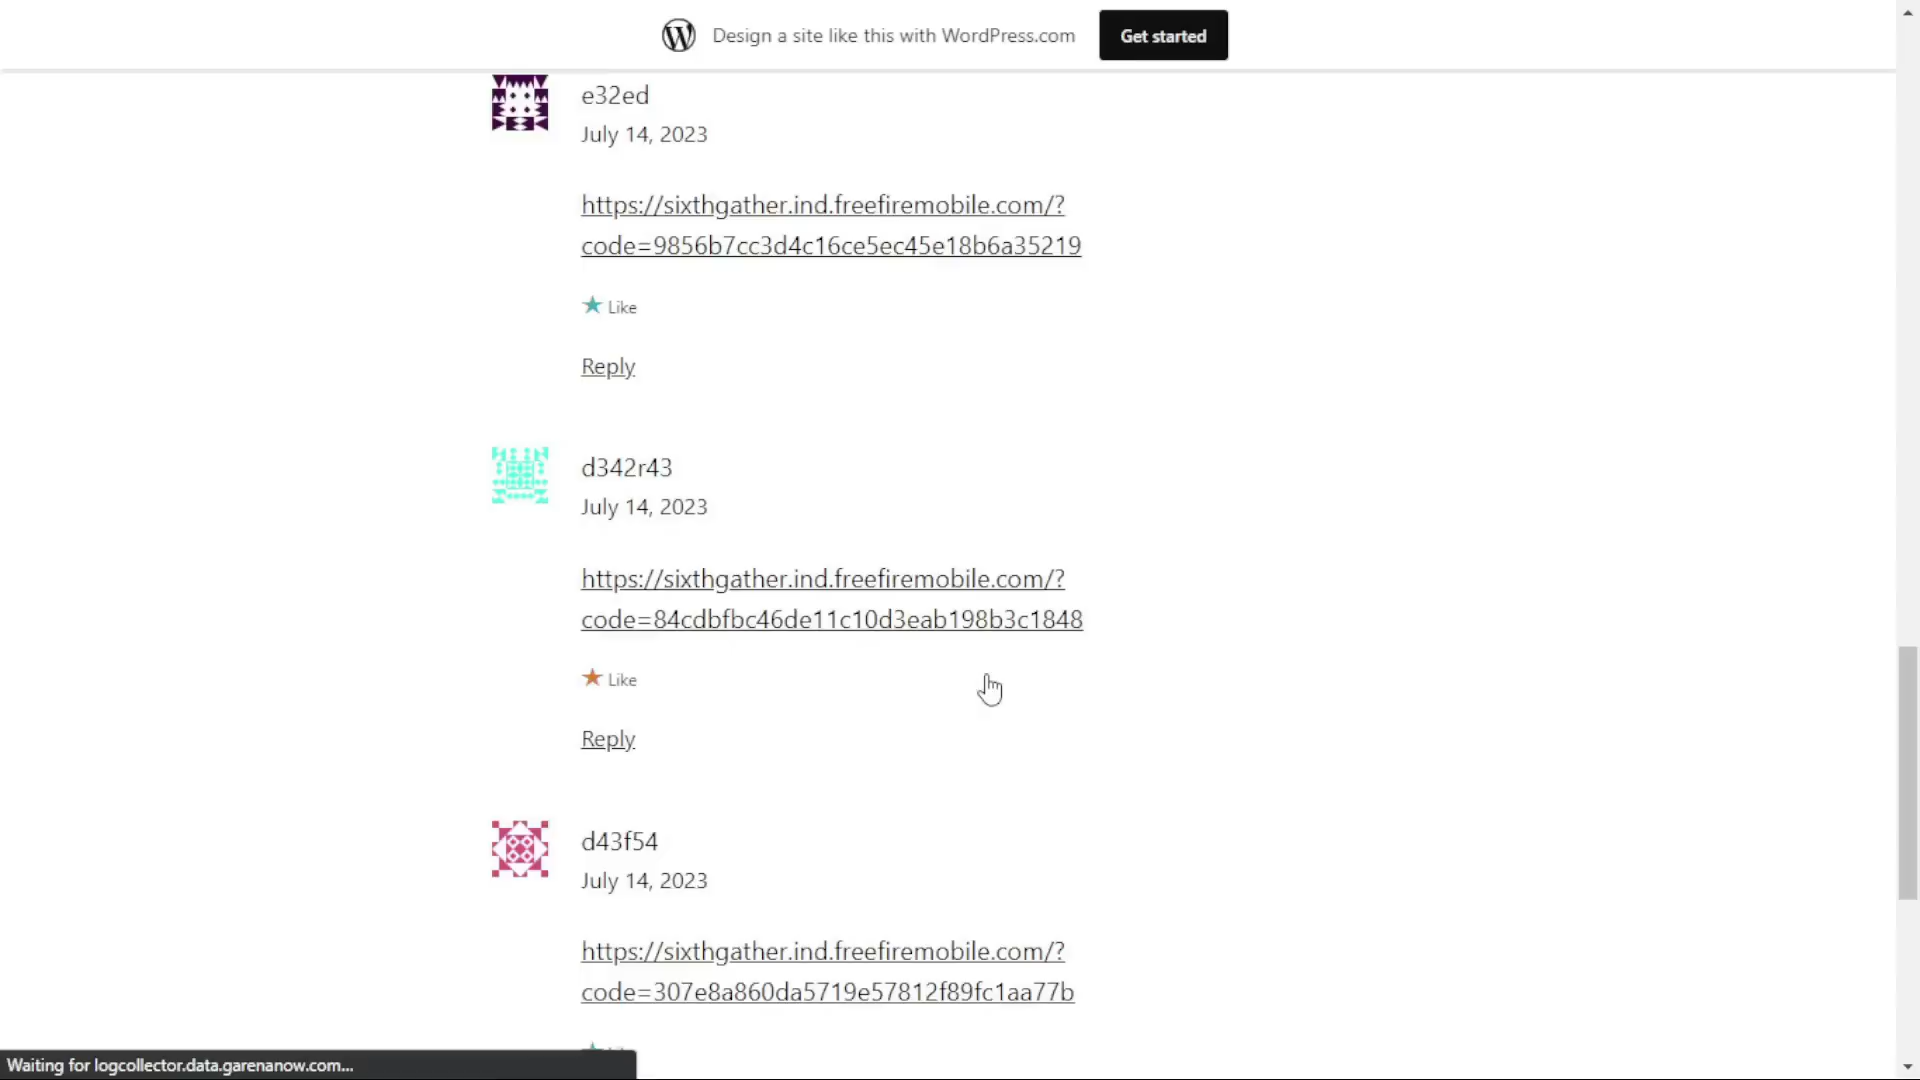 Design a site like this with WordPress.com
Get started
e32ed
July 14, 2023
https://sixthgather.ind.freefiremobile.com/?
code=9856b7cc3d4c16ce5ec45e18b6a35219
Like
Reply
d342r43
July 14, 2023
https://sixthgather.ind.freefiremobile.com/?
code=84cdbfbc46de11c10d3eab198b3c1848
Like
Reply
d43f54
July 14, 2023
https://sixthgather.ind.freefiremobile.com/?
code=307e8a860da5719e57812f89fc1aa77b
Waiting for logcollector.data.garenanow.com...